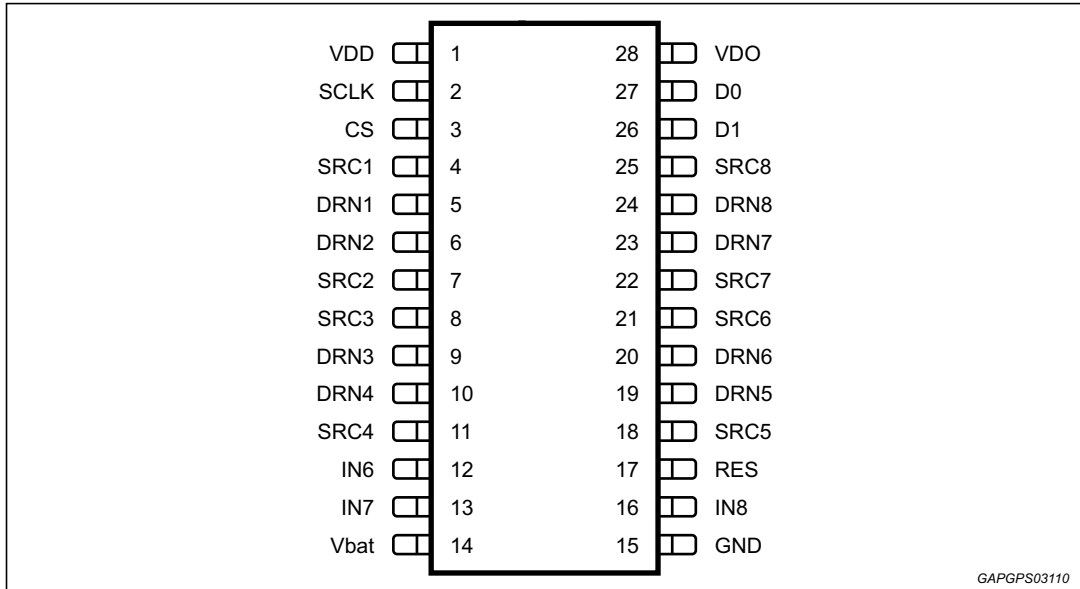 VDD 1 28 VDO
SCLK 2 27 D0
CS 3 26 D1
SRC1 4 25 SRC8
DRN1 5 24 DRN8
DRN2 6 23 DRN7
SRC2 7 22 SRC7
SRC3 8 21 SRC6
DRN3 9 20 DRN6
DRN4 10 19 DRN5
SRC4 11 18 SRC5
IN6 12 17 RES
IN7 13 16 IN8
Vbat 14 15 GND
GAPGPS03110